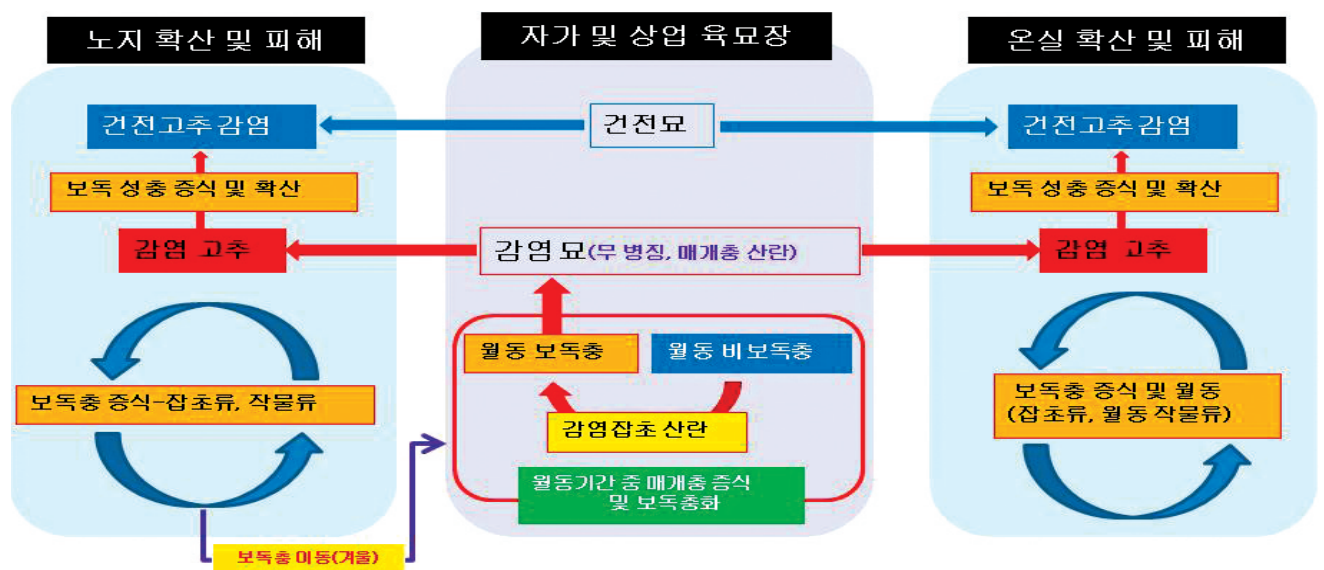 노지 확산 및 피해
자가 및 상업 육묘장
온실 확산 및 피해
건전고추감염
건전묘
건전고추감염
보독 성충 증식 및 확산
보독 성충 증식 및 확산
감염 고추
감염묘(무 병징, 매개충 산란)
감염 고추
월동 보독충
월동 비보독충
보독충 증식-잡초류, 작물류
감염잡초 산란
보독충 증식 및 월동
(잡초류, 월동 작물류)
월동기간 중 매개충 증식
및 보독충화
보독충 이동(겨울)